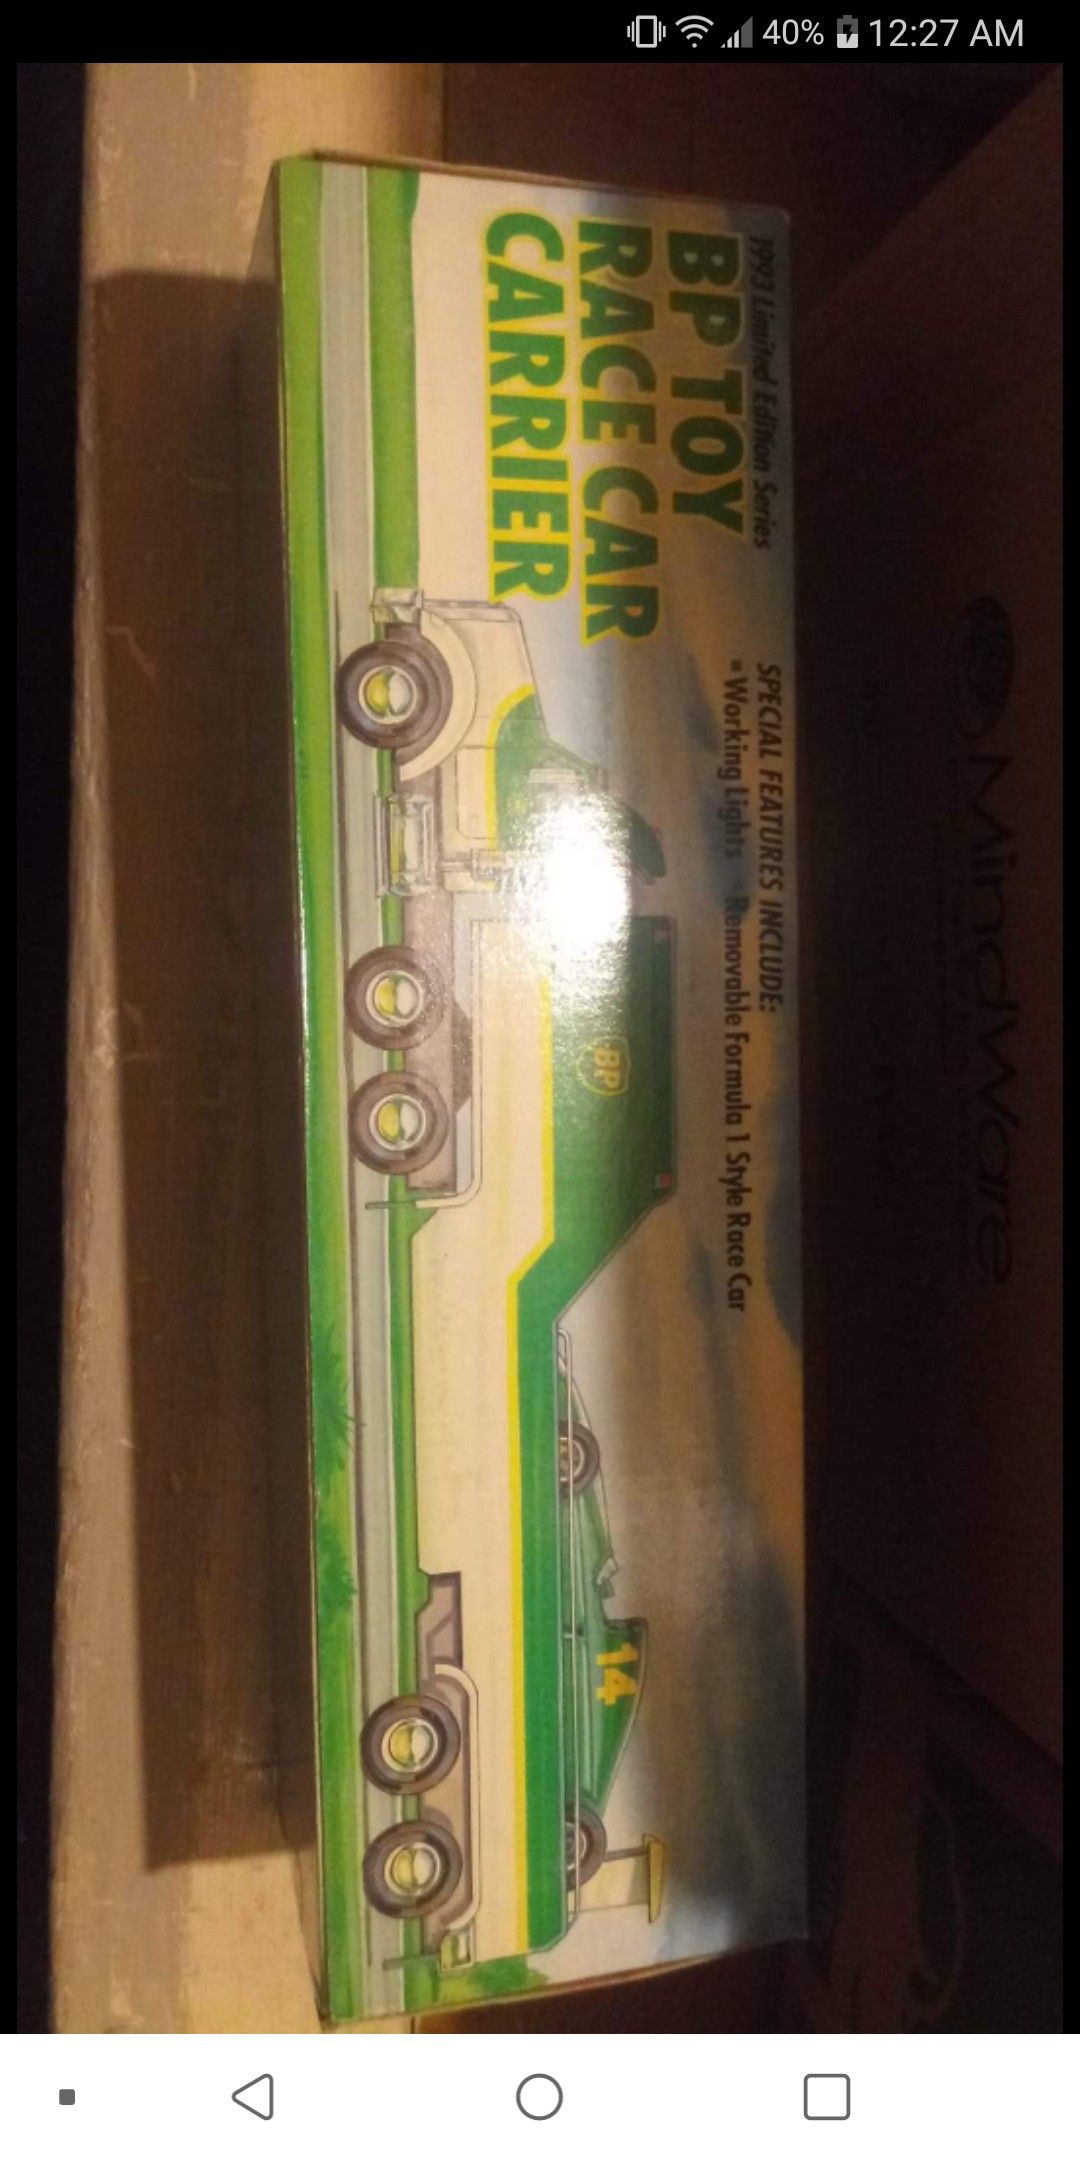 40% 12:27 AM
1993 Limited Edition Series
BP TOY
RACE CAR
CARRIER
SPECIAL FEATURES INCLUDE:
▪ Working Lights ▪ Removable Formula 1 Style Race Car
BP
14
MindWare